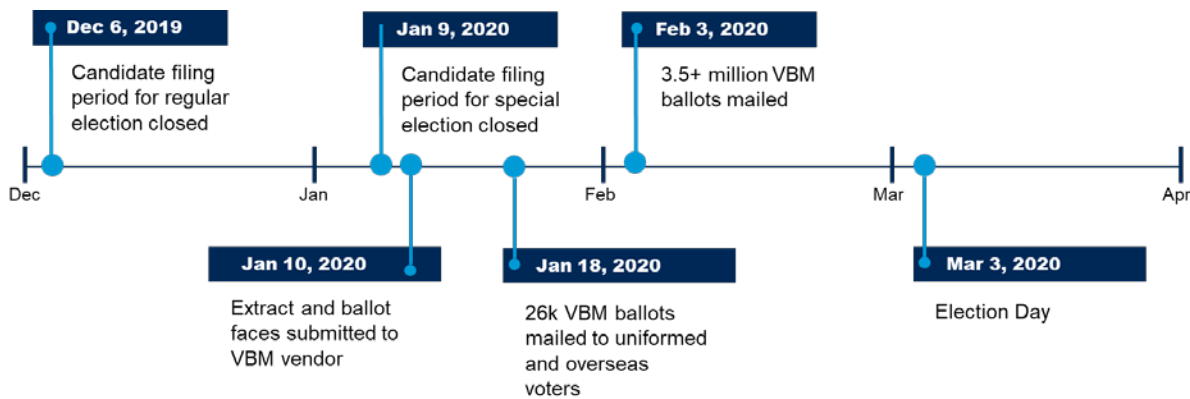 Dec 6, 2019
Candidate filing
period for regular
election closed
Jan 9, 2020
Candidate filing
period for special
election closed
Feb 3, 2020
3.5+ million VBM
ballots mailed
Dec
Jan
Feb
Mar
Apr
Jan 10, 2020
Extract and ballot
faces submitted to
VBM vendor
Jan 18, 2020
26k VBM ballots
mailed to uniformed
and overseas
voters
Mar 3, 2020
Election Day